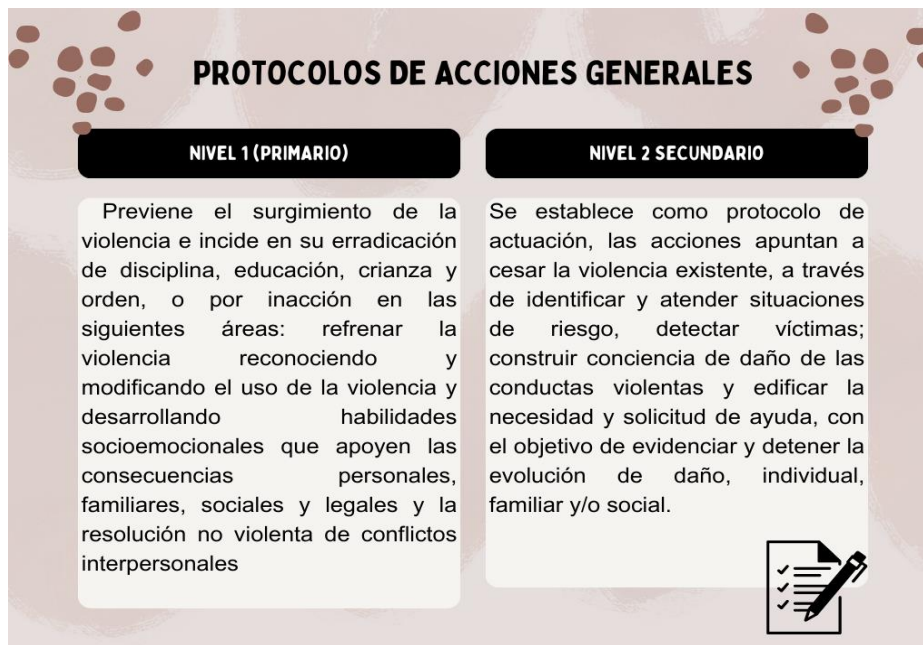 PROTOCOLOS DE ACCIONES GENERALES
NIVEL 1 (PRIMARIO)
Previene el surgimiento de la
violencia e incide en su erradicación
de disciplina, educación, crianza y
orden, o por inacción en las
siguientes áreas: refrenar la
violencia reconociendo y
modificando el uso de la violencia y
desarrollando habilidades
socioemocionales que apoyen las
consecuencias personales,
familiares, sociales y legales y la
resolución no violenta de conflictos
interpersonales
NIVEL 2 SECUNDARIO
Se establece como protocolo de
actuación, las acciones apuntan a
cesar la violencia existente, a través
de identificar y atender situaciones
de riesgo, detectar víctimas;
construir conciencia de daño de las
conductas violentas y edificar la
necesidad y solicitud de ayuda, con
el objetivo de evidenciar y detener la
evolución de daño, individual,
familiar y/o social.